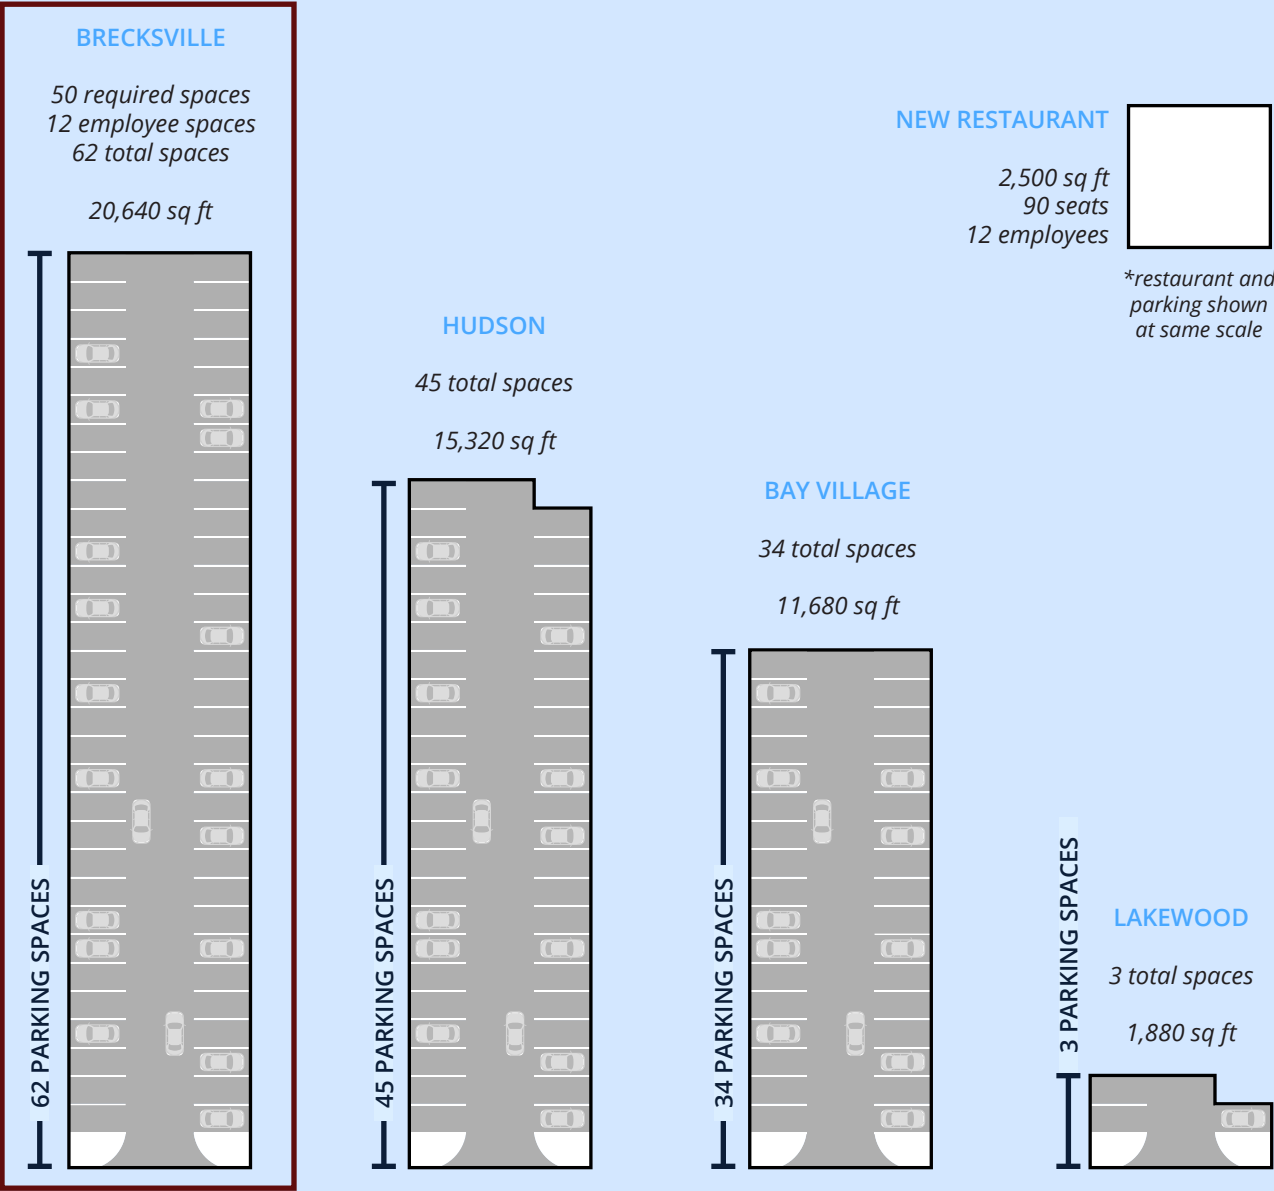 BRECKSVILLE
50 required spaces
12 employee spaces
62 total spaces
20,640 sq ft
62 PARKING SPACES
HUDSON
45 total spaces
15,320 sq ft
45 PARKING SPACES
BAY VILLAGE
34 total spaces
11,680 sq ft
34 PARKING SPACES
NEW RESTAURANT
2,500 sq ft
90 seats
12 employees
*restaurant and
parking shown
at same scale
LAKEWOOD
3 total spaces
1,880 sq ft
3 PARKING SPACES